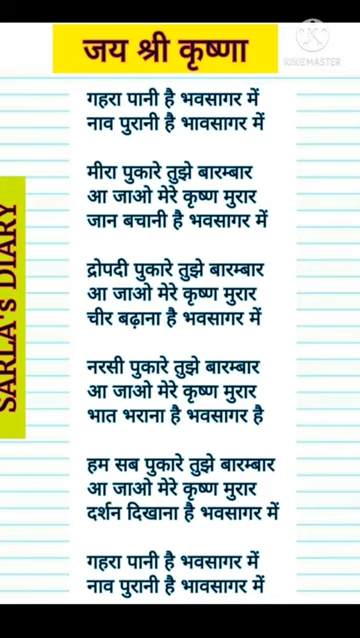 जय श्री कृष्णा
KINEMASTER
गहरा पानी है भवसागर में
नाव पुरानी है भावसागर में
मीरा पुकारे तुझे बारम्बार
आ जाओ मेरे कृष्ण मुरार
जान बचानी है भवसागर में
द्रोपदी पुकारे तुझे बारम्बार
आ जाओ मेरे कृष्ण मुरार
चीर बढ़ाना है भवसागर में
नरसी पुकारे तुझे बारम्बार
आ जाओ मेरे कृष्ण मुरार
भात भराना है भवसागर है
हम सब पुकारे तुझे बारम्बार
आ जाओ मेरे कृष्ण मुरार
दर्शन दिखाना है भवसागर में
गहरा पानी है भवसागर में
नाव पुरानी है भावसागर में
SARLA's DIARY